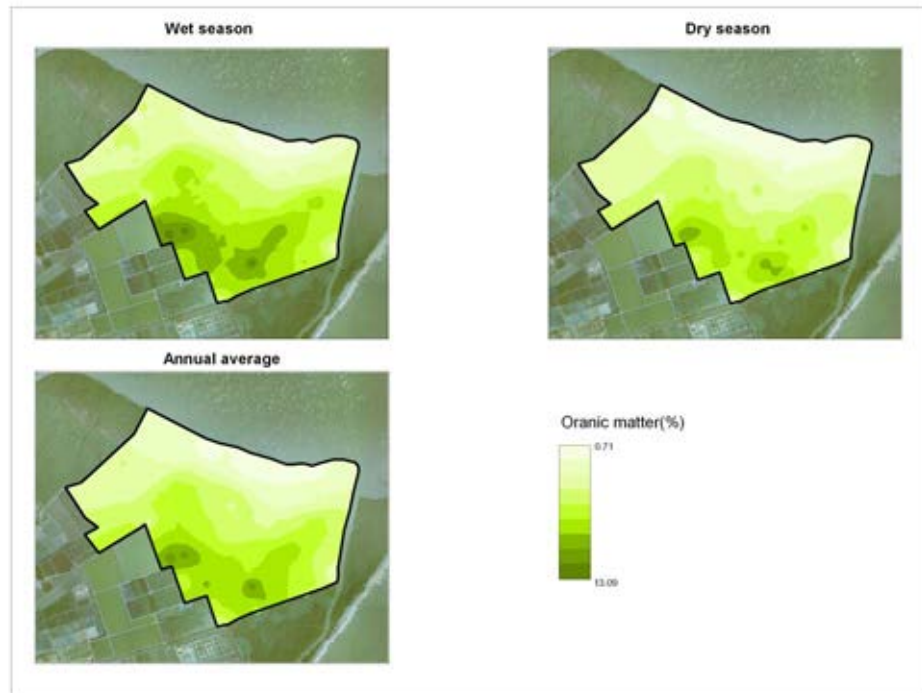 Wet season
Dry season
Annual average
Oranic matter(%)
0.71
13.09